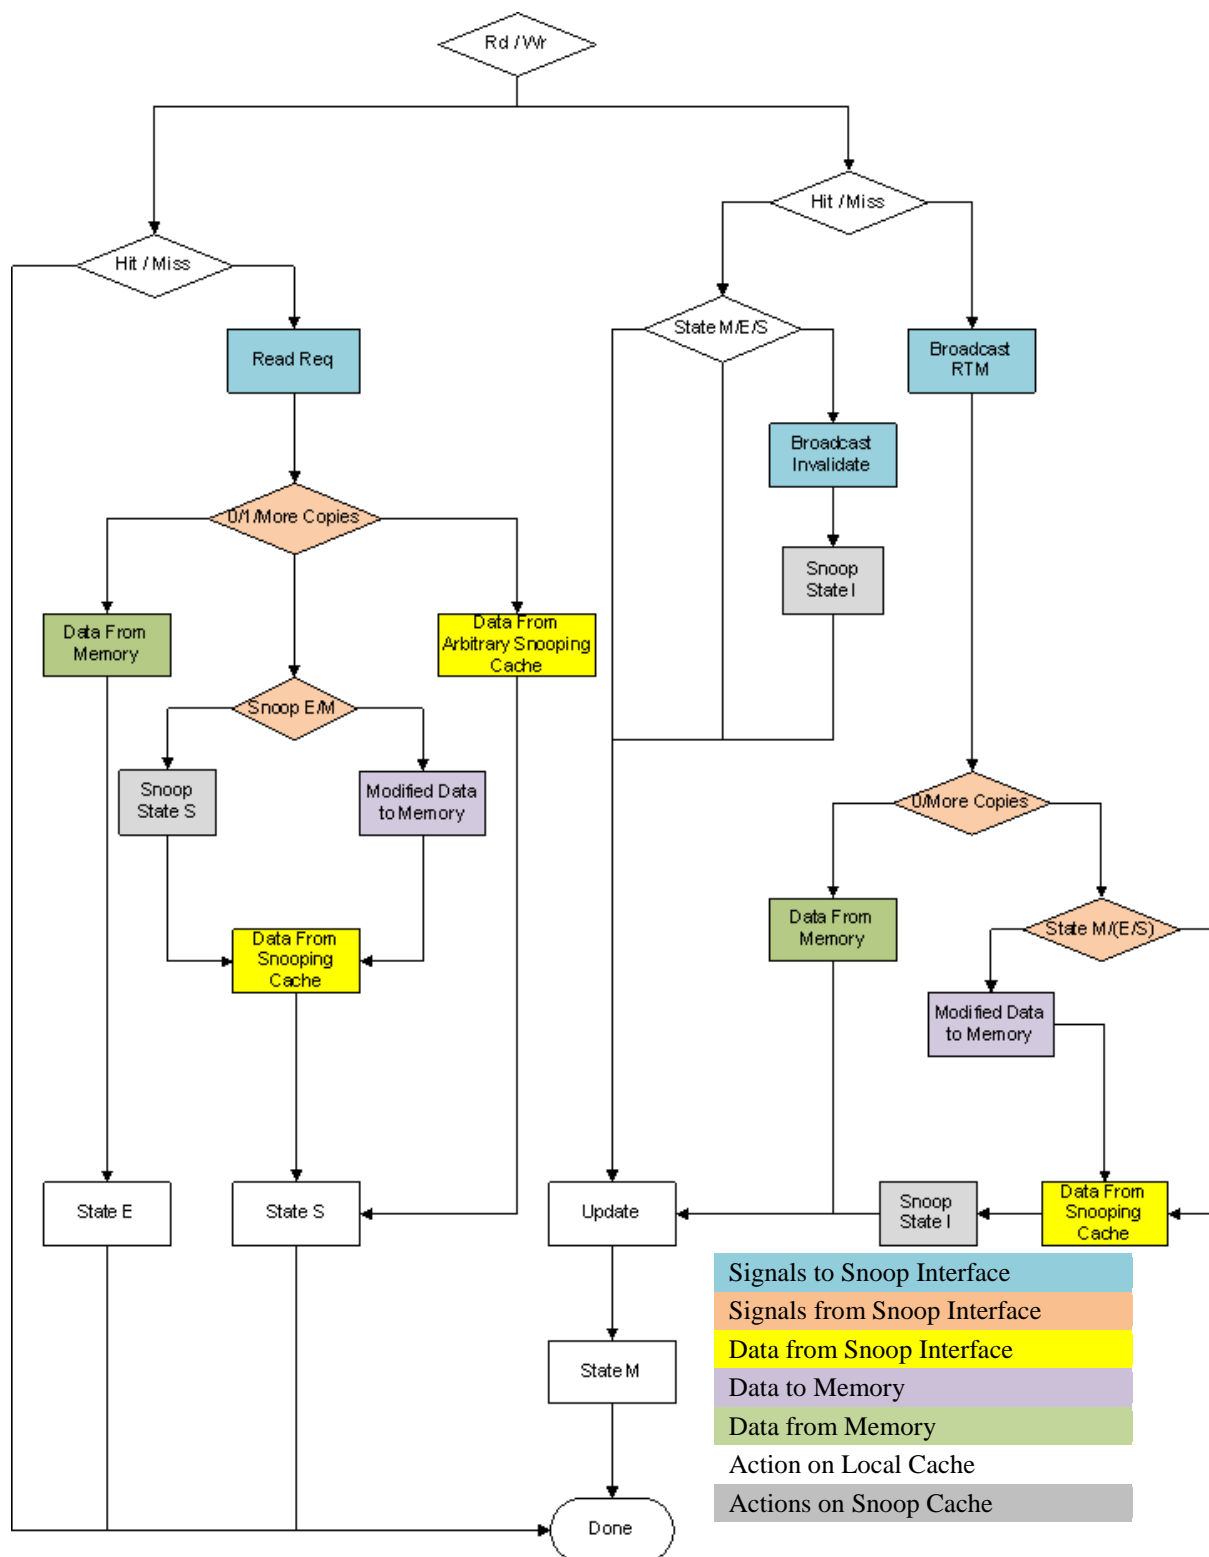 Rd / Wr
Hit / Miss
Hit / Miss
State M/E/S
Read Req
Broadcast
RTM
Broadcast
Invalidate
0/1/More Copies
Snoop
State I
Data From
Memory
Data From
Arbitrary Snooping
Cache
Snoop E/M
Snoop
State S
Modified Data
to Memory
0/More Copies
Data From
Memory
State M/(E/S)
Data From
Snooping
Cache
Modified Data
to Memory
State E
State S
Update
Snoop
State I
Data From
Snooping
Cache
Signals to Snoop Interface
Signals from Snoop Interface
Data from Snoop Interface
Data to Memory
Data from Memory
Action on Local Cache
Actions on Snoop Cache
State M
Done